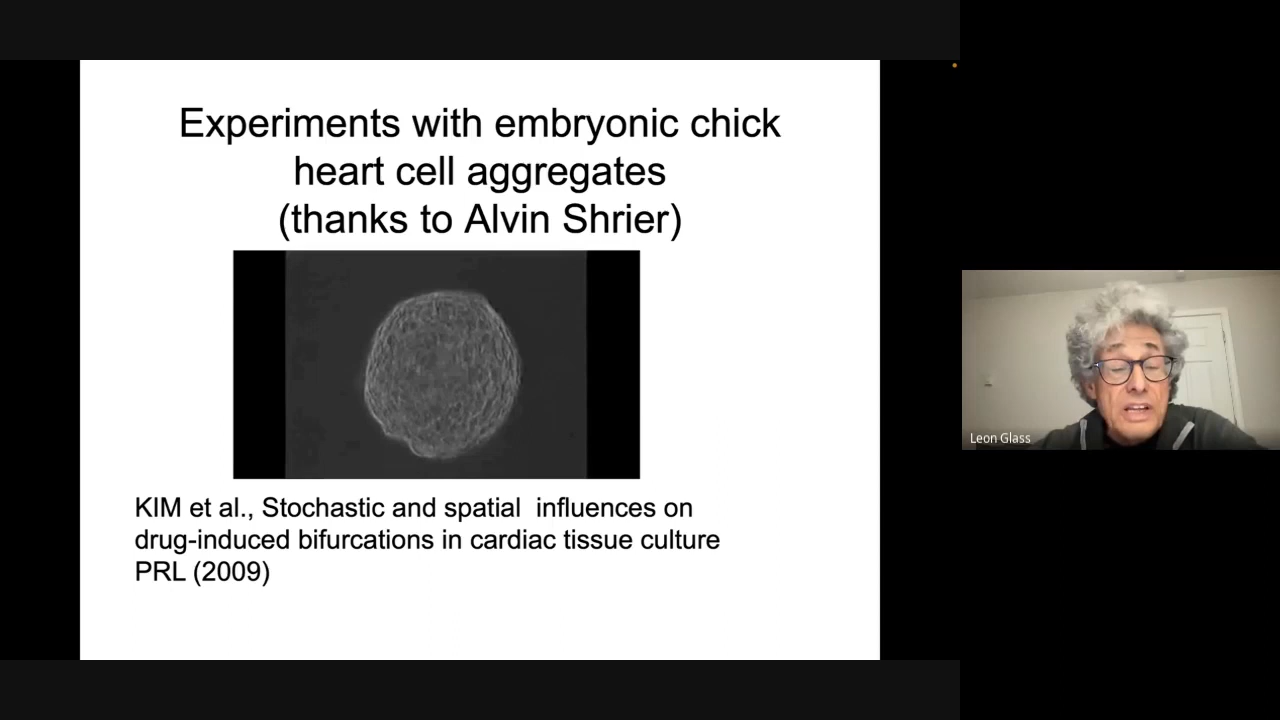 Experiments with embryonic chick
heart cell aggregates
(thanks to Alvin Shrier)
KIM et al., Stochastic and spatial  influences on
drug-induced bifurcations in cardiac tissue culture
PRL (2009)
Leon Glass